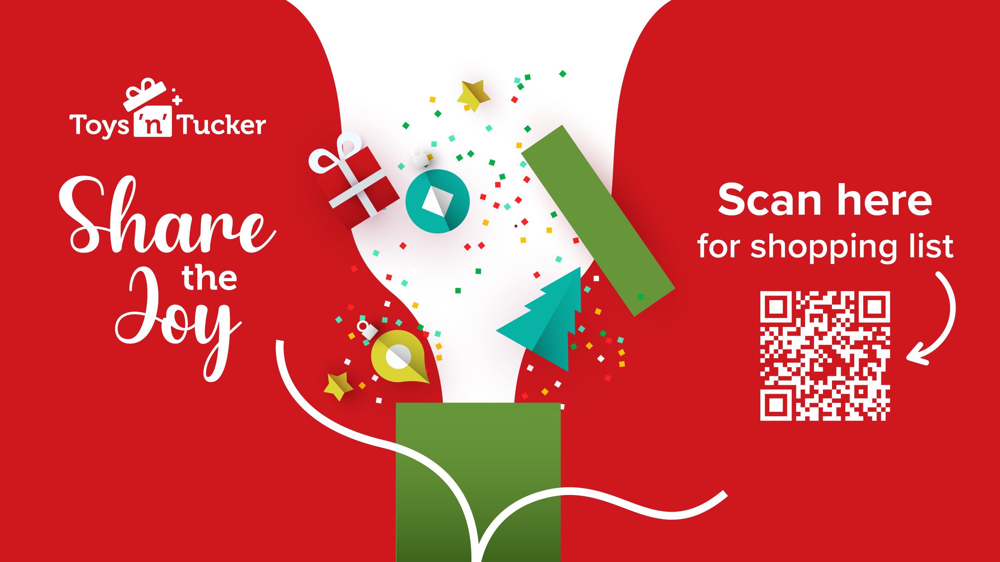 Toys 'n' Tucker
Share
the
Joy
Scan here
for shopping list